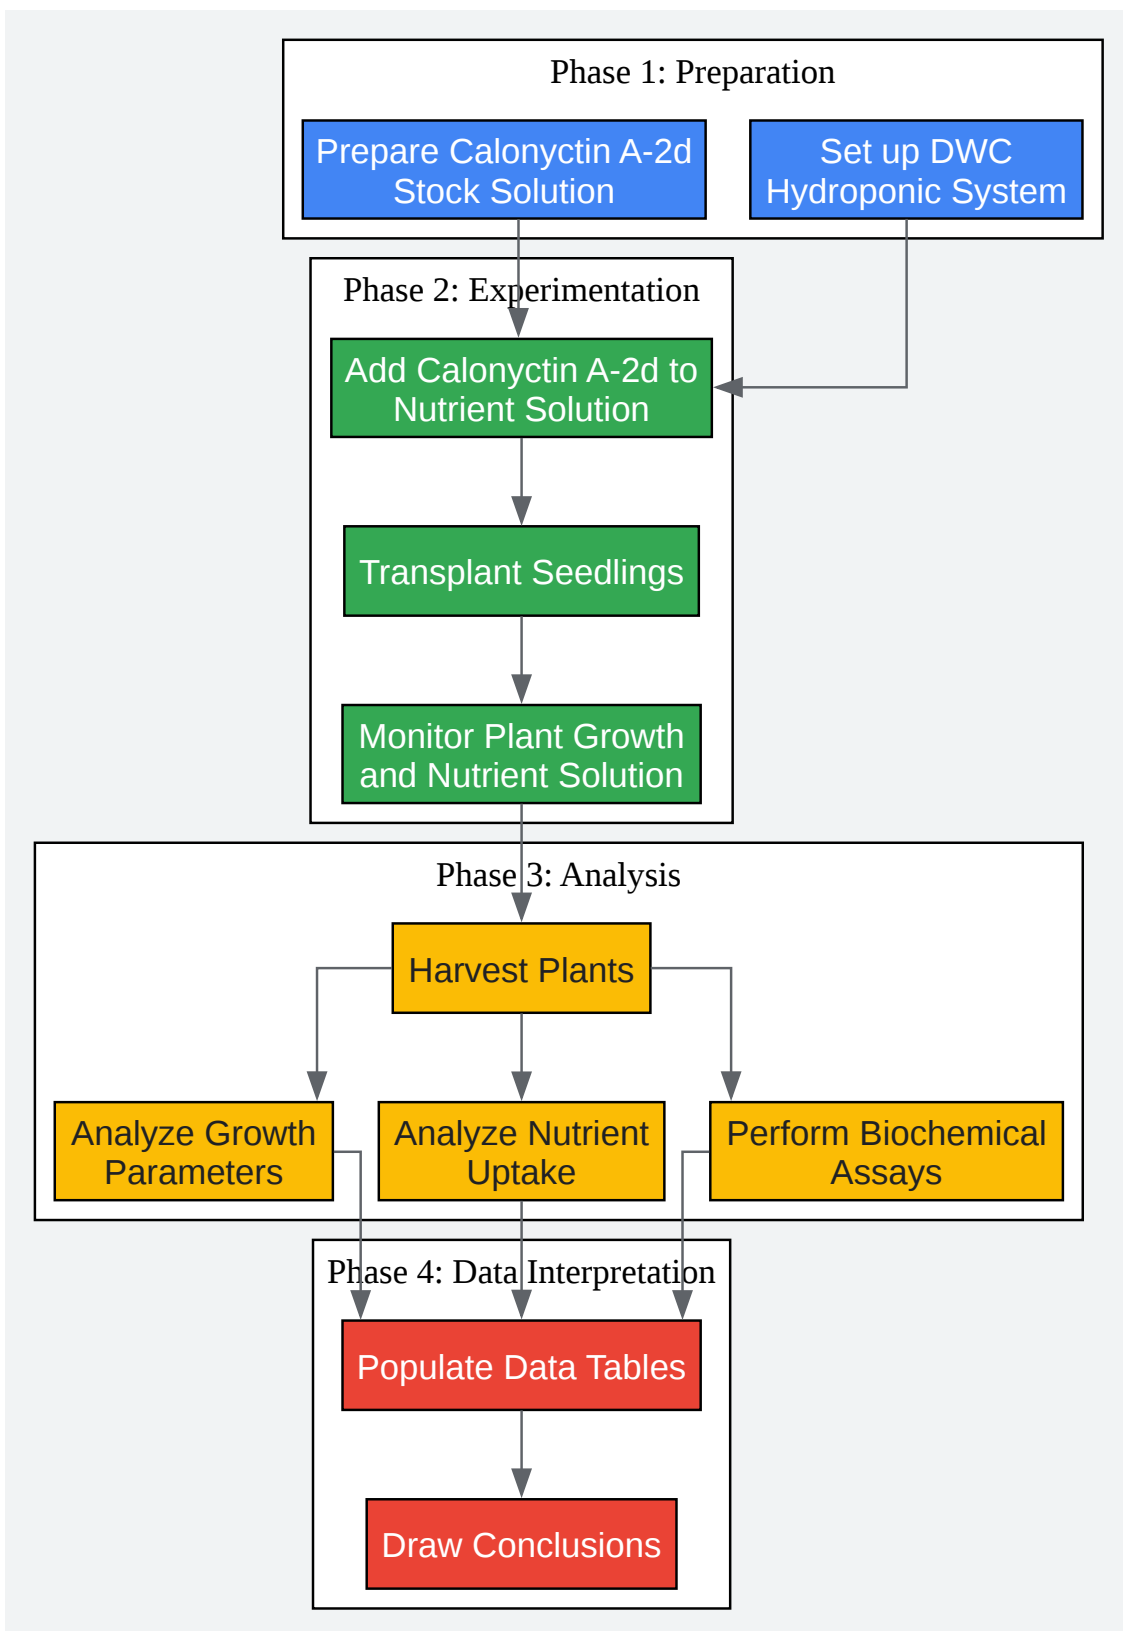 Phase 1: Preparation
Prepare Calonyctin A-2d
Stock Solution
Set up DWC
Hydroponic System
Phase 2: Experimentation
Add Calonyctin A-2d to
Nutrient Solution
Transplant Seedlings
Monitor Plant Growth
and Nutrient Solution
Phase 3: Analysis
Harvest Plants
Analyze Growth
Parameters
Analyze Nutrient
Uptake
Perform Biochemical
Assays
Phase 4: Data Interpretation
Populate Data Tables
Draw Conclusions